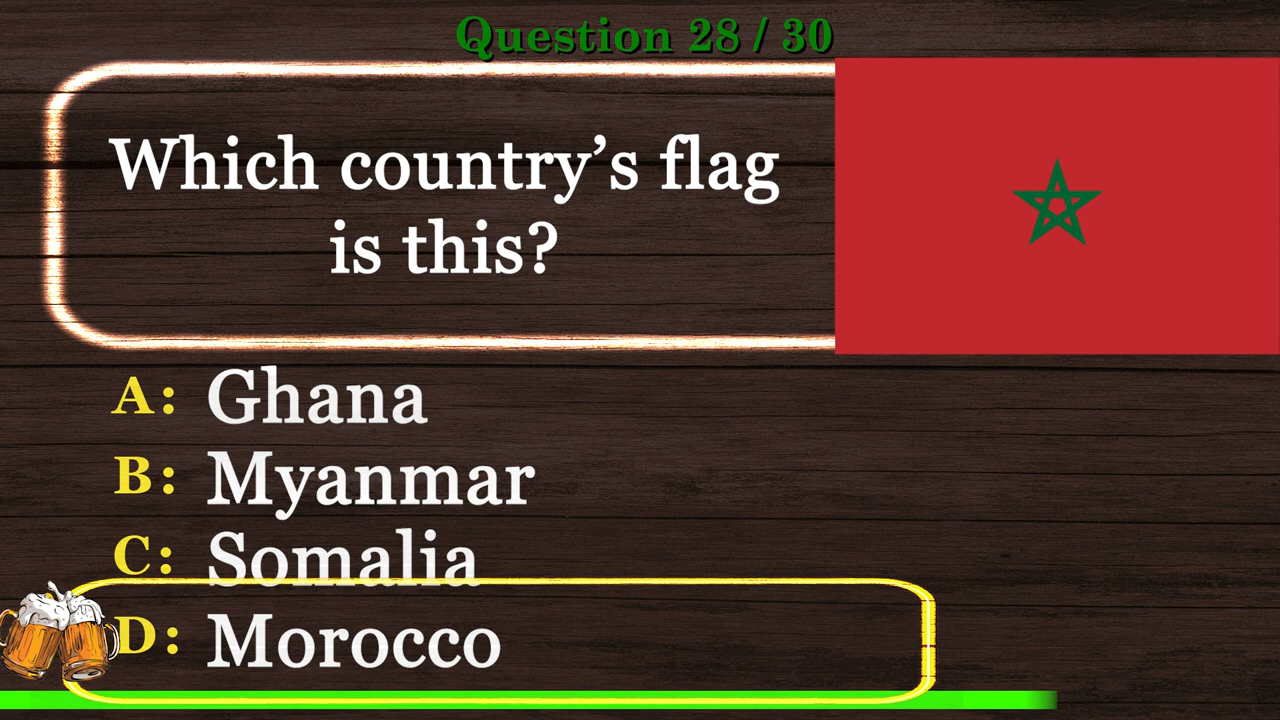 Question 28 / 30
Which country’s flag
is this?
A: Ghana
B: Myanmar
C: Somalia
D: Morocco